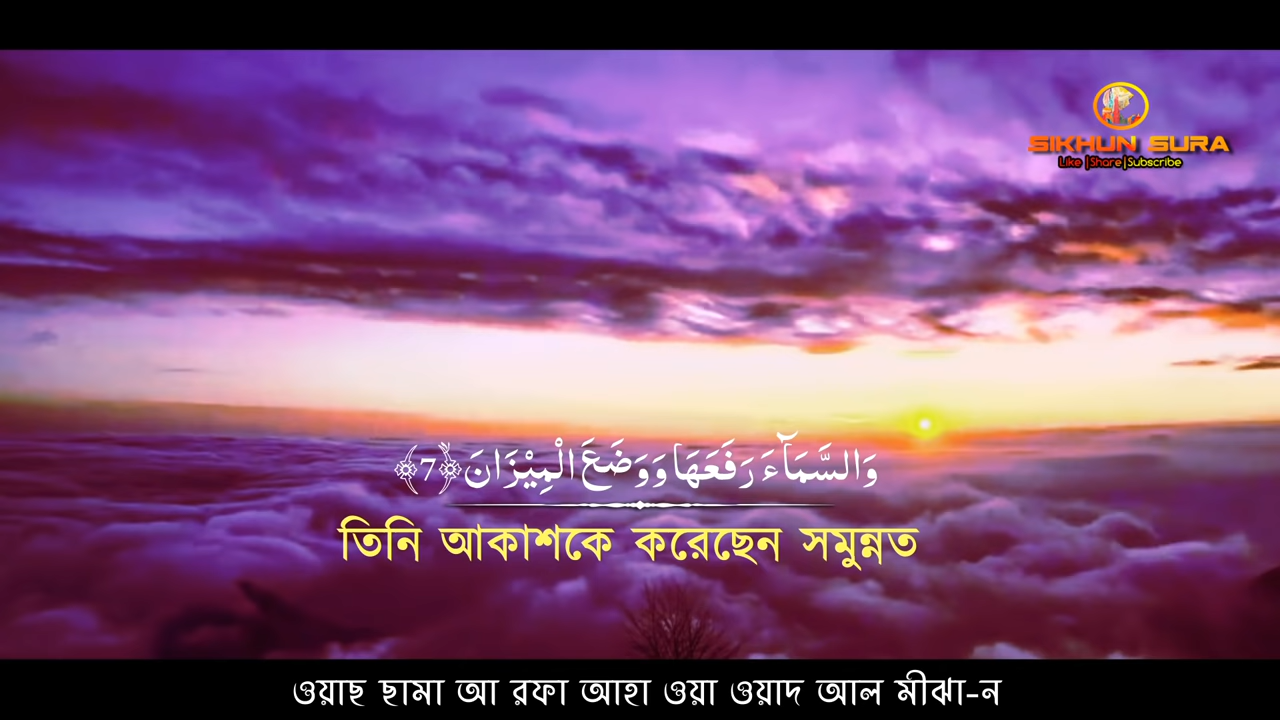 SIKHUN SURA
Like |Share|Subscribe
وَالسَّمَآءَ رَفَعَهَا وَوَضَعَ الْمِيْزَانَ ﴿7﴾
তিনি আকাশকে করেছেন সমুন্নত
ওয়াছ ছামা আ রফা আহা ওয়া ওয়াদ আল মীঝা-ন